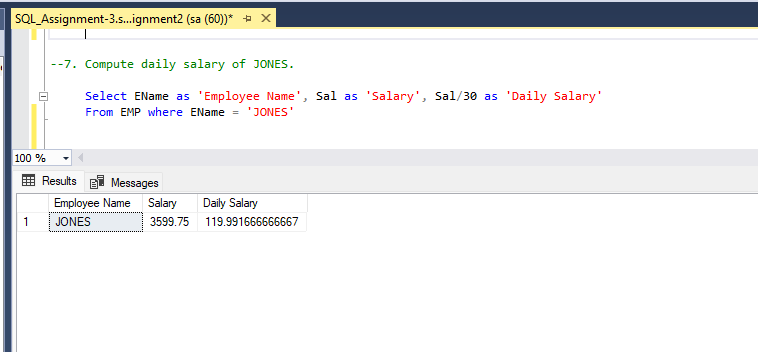 SQL_Assignment-3.s...ignment2 (sa (60))*
--7. Compute daily salary of JONES.
Select EName as 'Employee Name', Sal as 'Salary', Sal/30 as 'Daily Salary'
From EMP where EName = 'JONES'
100 %
Results Messages
Employee Name Salary Daily Salary
1 JONES 3599.75 119.991666666667